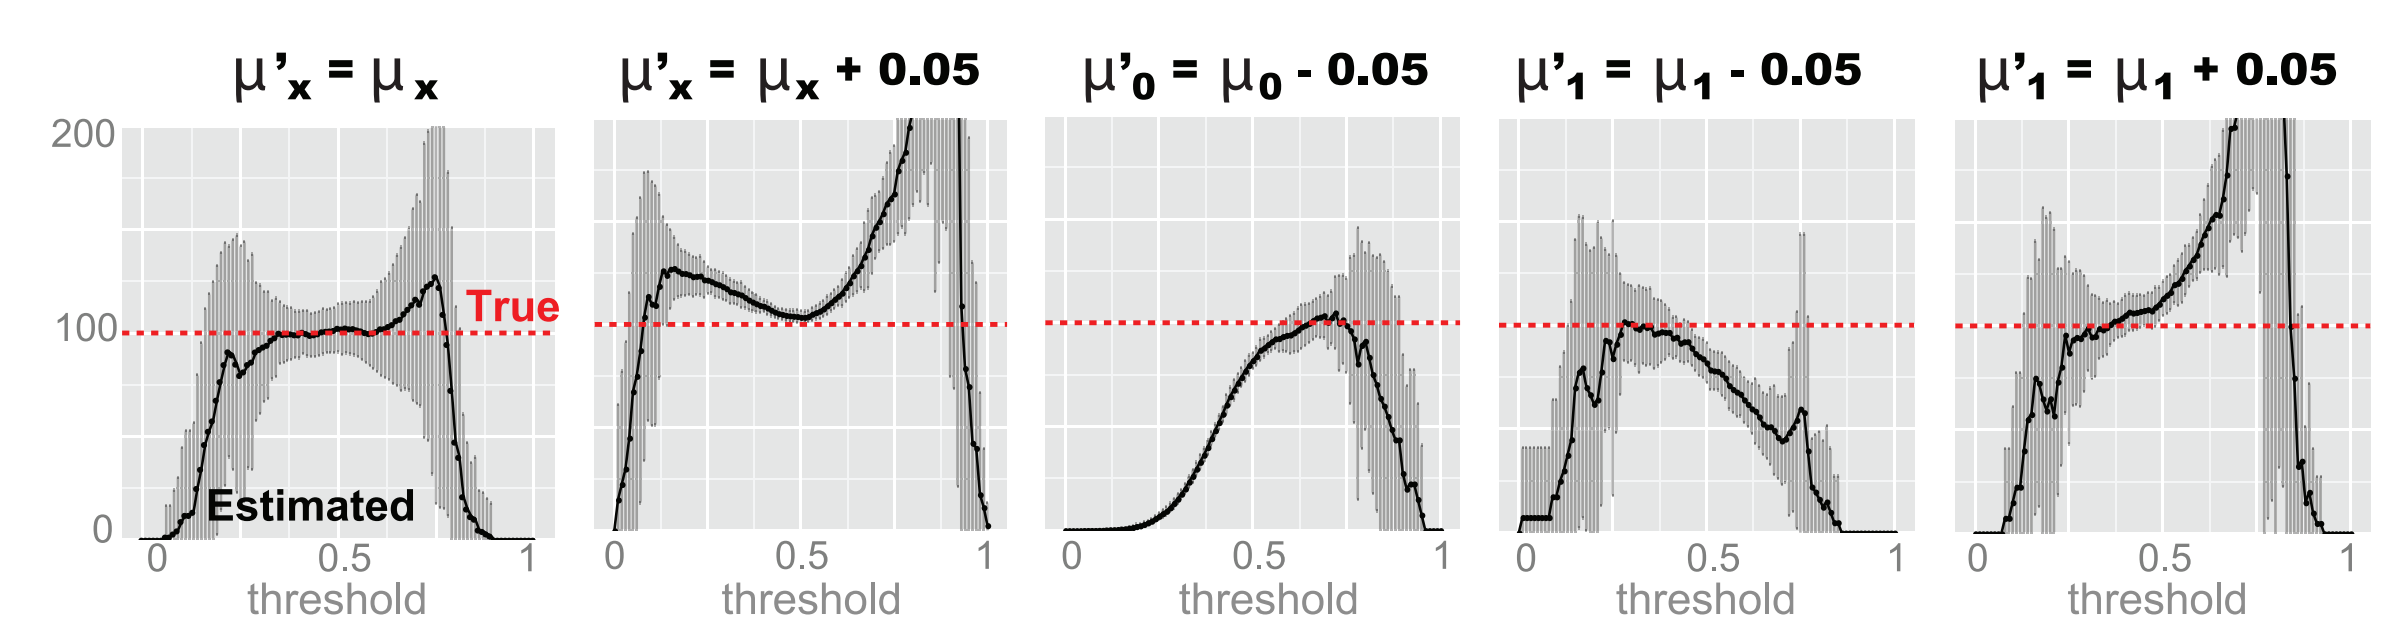 μ’x = μx
μ’x = μx + 0.05
μ’0 = μ0 - 0.05
μ’1 = μ1 - 0.05
μ’1 = μ1 + 0.05
200
100
0
True
Estimated
0 0.5 1
0 0.5 1
0 0.5 1
0 0.5 1
0 0.5 1
threshold
threshold
threshold
threshold
threshold